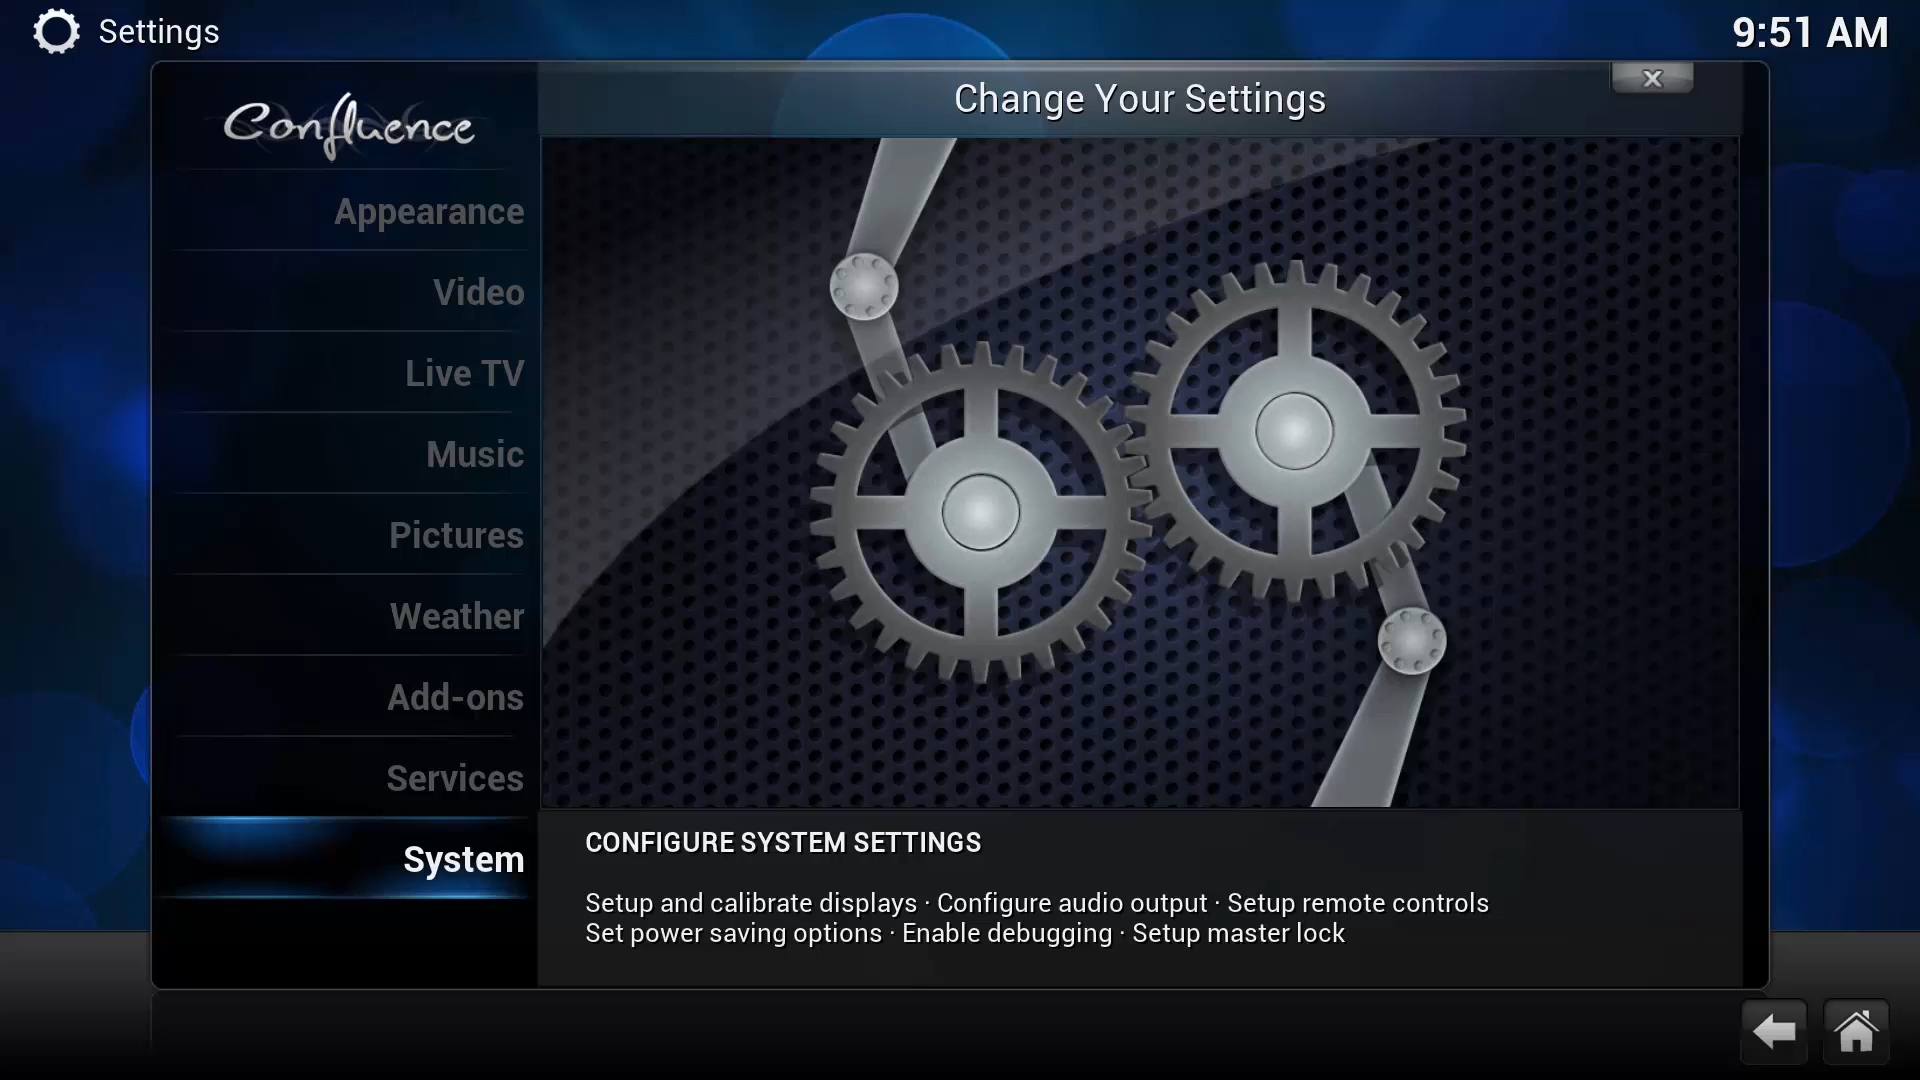 Settings
9:51 AM
Confluence
Change Your Settings
x
Appearance
Video
Live TV
Music
Pictures
Weather
Add-ons
Services
System
CONFIGURE SYSTEM SETTINGS
Setup and calibrate displays · Configure audio output · Setup remote controls
Set power saving options · Enable debugging · Setup master lock